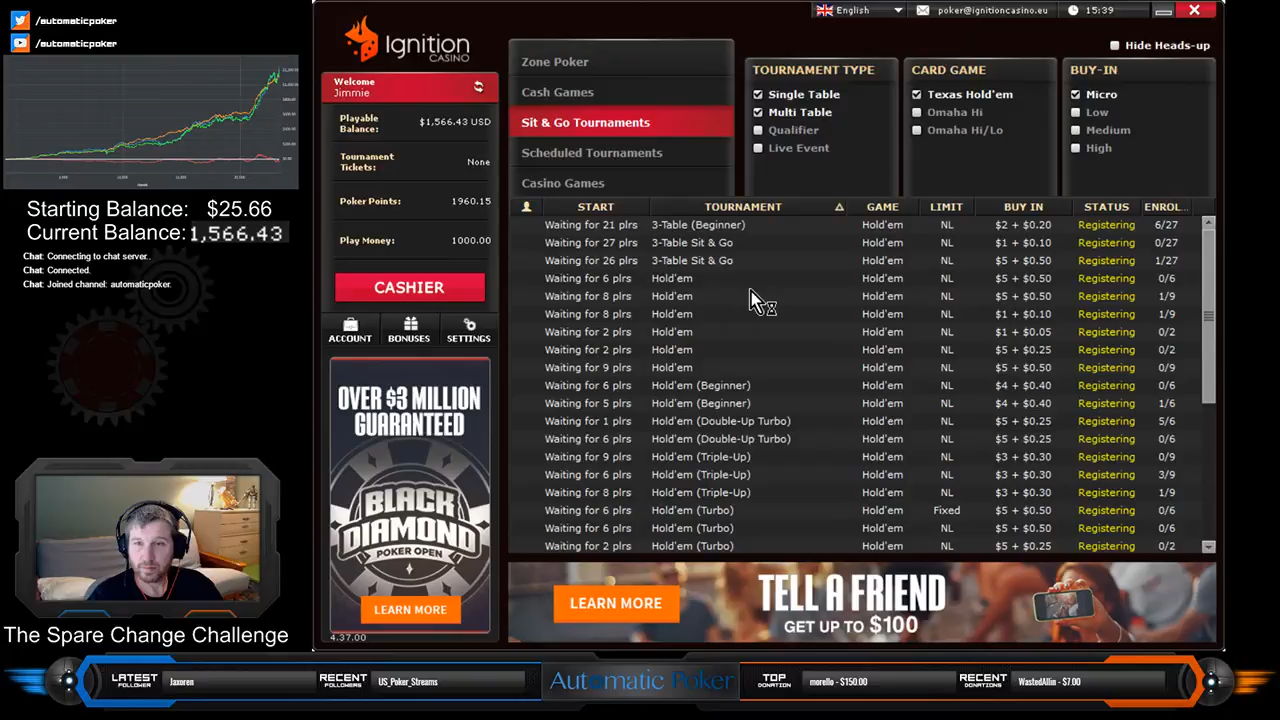 /automaticpoker
/automaticpoker
Starting Balance: $25.66
Current Balance: 1,566.43
Chat: Connecting to chat server..
Chat: Connected.
Chat: Joined channel: automaticpoker.
The Spare Change Challenge
Ignition
CASINO
English
poker@ignitioncasino.eu
15:39
Welcome
Jimmie
Playable
Balance:
$1,566.43 USD
Tournament
Tickets:
None
Poker Points:
1960.15
Play Money:
1000.00
CASHIER
ACCOUNT
BONUSES
SETTINGS
OVER $3 MILLION
GUARANTEED
BLACK
DIAMOND
POKER OPEN
LEARN MORE
4.37.00
Zone Poker
Cash Games
Sit & Go Tournaments
Scheduled Tournaments
Casino Games
Hide Heads-up
TOURNAMENT TYPE
Single Table
Multi Table
Qualifier
Live Event
CARD GAME
Texas Hold'em
Omaha Hi
Omaha Hi/Lo
BUY-IN
Micro
Low
Medium
High
START TOURNAMENT GAME LIMIT BUY IN STATUS ENROL...
Waiting for 21 plrs 3-Table (Beginner) Hold'em NL $2 + $0.20 Registering 6/27
Waiting for 27 plrs 3-Table Sit & Go Hold'em NL $1 + $0.10 Registering 0/27
Waiting for 26 plrs 3-Table Sit & Go Hold'em NL $5 + $0.50 Registering 1/27
Waiting for 6 plrs Hold'em Hold'em NL $5 + $0.50 Registering 0/6
Waiting for 8 plrs Hold'em Hold'em NL $5 + $0.50 Registering 1/9
Waiting for 8 plrs Hold'em Hold'em NL $1 + $0.10 Registering 1/9
Waiting for 2 plrs Hold'em Hold'em NL $1 + $0.05 Registering 0/2
Waiting for 2 plrs Hold'em Hold'em NL $5 + $0.25 Registering 0/2
Waiting for 9 plrs Hold'em Hold'em NL $5 + $0.50 Registering 0/9
Waiting for 6 plrs Hold'em (Beginner) Hold'em NL $4 + $0.40 Registering 0/6
Waiting for 5 plrs Hold'em (Beginner) Hold'em NL $4 + $0.40 Registering 1/6
Waiting for 1 plrs Hold'em (Double-Up Turbo) Hold'em NL $5 + $0.25 Registering 5/6
Waiting for 6 plrs Hold'em (Double-Up Turbo) Hold'em NL $5 + $0.25 Registering 0/6
Waiting for 9 plrs Hold'em (Triple-Up) Hold'em NL $3 + $0.30 Registering 0/9
Waiting for 6 plrs Hold'em (Triple-Up) Hold'em NL $3 + $0.30 Registering 3/9
Waiting for 8 plrs Hold'em (Triple-Up) Hold'em NL $3 + $0.30 Registering 1/9
Waiting for 6 plrs Hold'em (Turbo) Hold'em Fixed $5 + $0.50 Registering 0/6
Waiting for 6 plrs Hold'em (Turbo) Hold'em NL $5 + $0.50 Registering 0/6
Waiting for 2 plrs Hold'em (Turbo) Hold'em NL $5 + $0.25 Registering 0/2
LEARN MORE
TELL A FRIEND
GET UP TO $100
LATEST
FOLLOWER
Jaxoren
RECENT
FOLLOWERS
US_Poker_Streams
Automatic Poker
TOP
DONATION
morello - $150.00
RECENT
DONATIONS
WastedAllin - $7.00